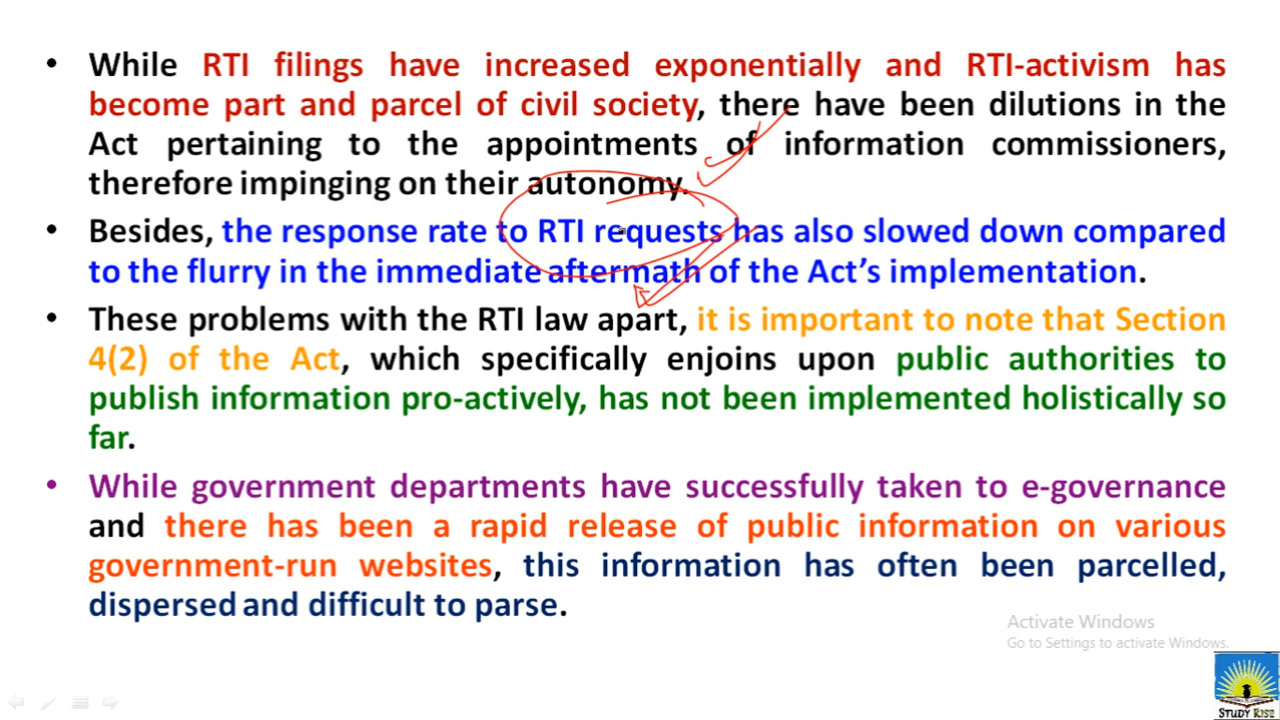 • While RTI filings have increased exponentially and RTI-activism has
become part and parcel of civil society, there have been dilutions in the
Act pertaining to the appointments of information commissioners,
therefore impinging on their autonomy.
• Besides, the response rate to RTI requests has also slowed down compared
to the flurry in the immediate aftermath of the Act's implementation.
• These problems with the RTI law apart, it is important to note that Section
4(2) of the Act, which specifically enjoins upon public authorities to
publish information pro-actively, has not been implemented holistically so
far.
• While government departments have successfully taken to e-governance
and there has been a rapid release of public information on various
government-run websites, this information has often been parcelled,
dispersed and difficult to parse.
Activate Windows
Go to Settings to activate Windows.
STUDY RISE